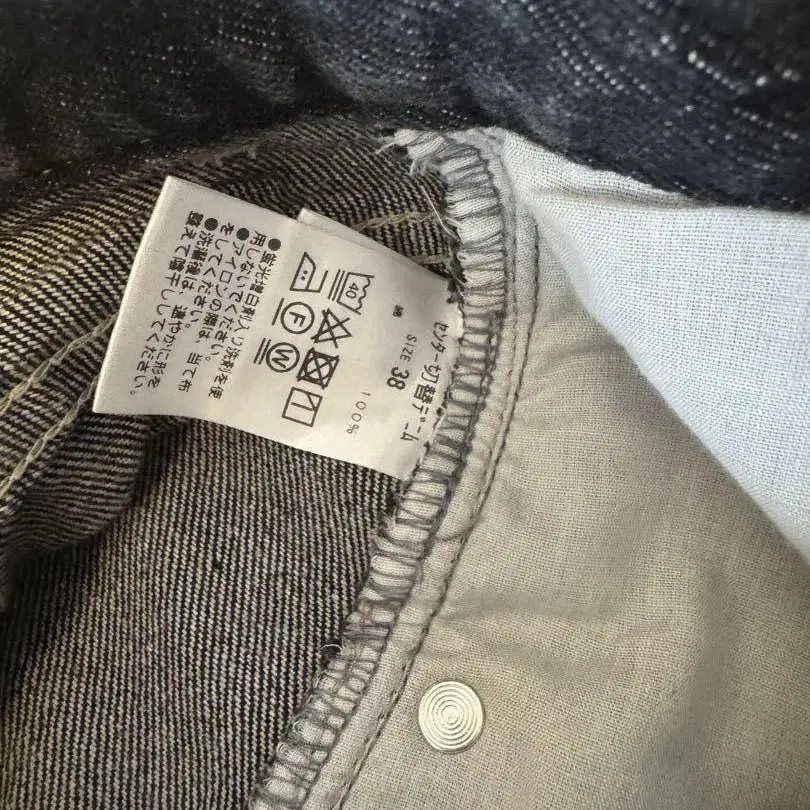 センター切替デニム
SIZE 38
綿
100%
40
F
W
●蛍光増白剤入り洗剤を使
用しないでください。
●アイロンの際は、当て布
をしてください。
●洗濯後は、速やかに形を
整えて陰干してください。